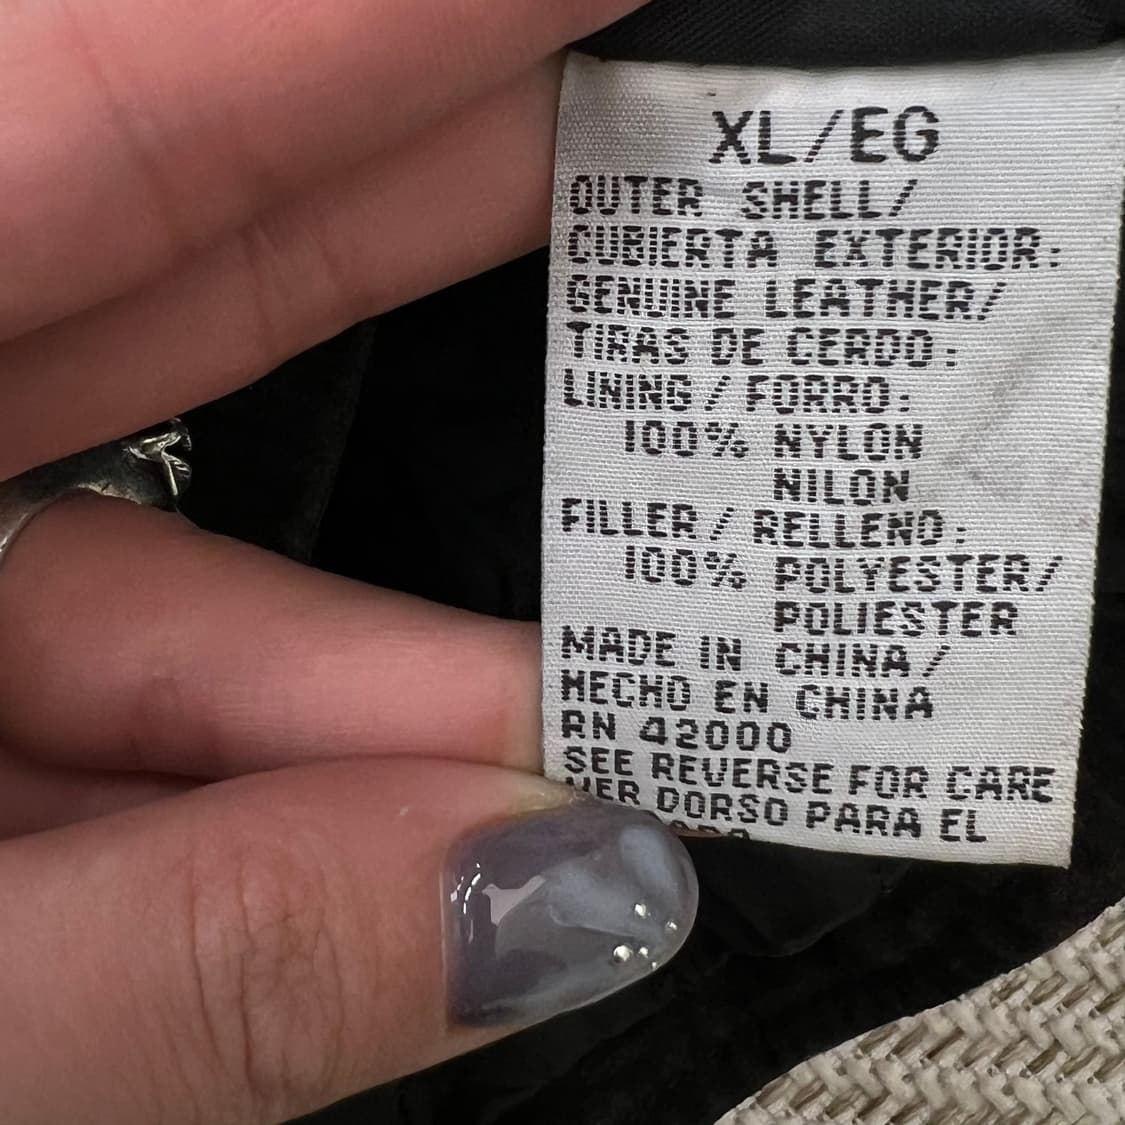 XL/EG
OUTER SHELL/
CUBIERTA EXTERIOR:
GENUINE LEATHER/
TIRAS DE CERDO:
LINING / FORRO:
100% NYLON
NILON
FILLER / RELLENO:
100% POLYESTER/
POLIESTER
MADE IN CHINA/
HECHO EN CHINA
RN 42000
SEE REVERSE FOR CARE
VER DORSO PARA EL